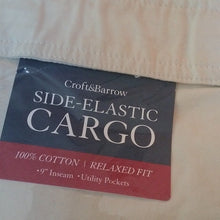 Croft&Barrow
SIDE-ELASTIC
CARGO
100% COTTON | RELAXED FIT
•9" Inseam •Utility Pockets